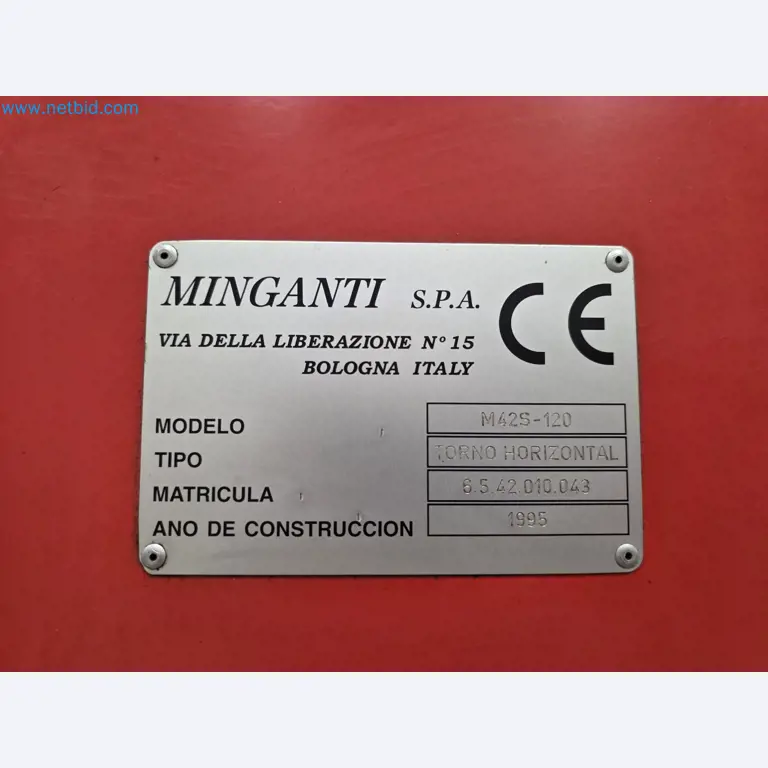 www.netbid.com
MINGANTI S.P.A.
CE
VIA DELLA LIBERAZIONE Nº 15
BOLOGNA ITALY
MODELO M42S-120
TIPO TORNO HORIZONTAL
MATRICULA 6.5.42.010.043
ANO DE CONSTRUCCION 1995